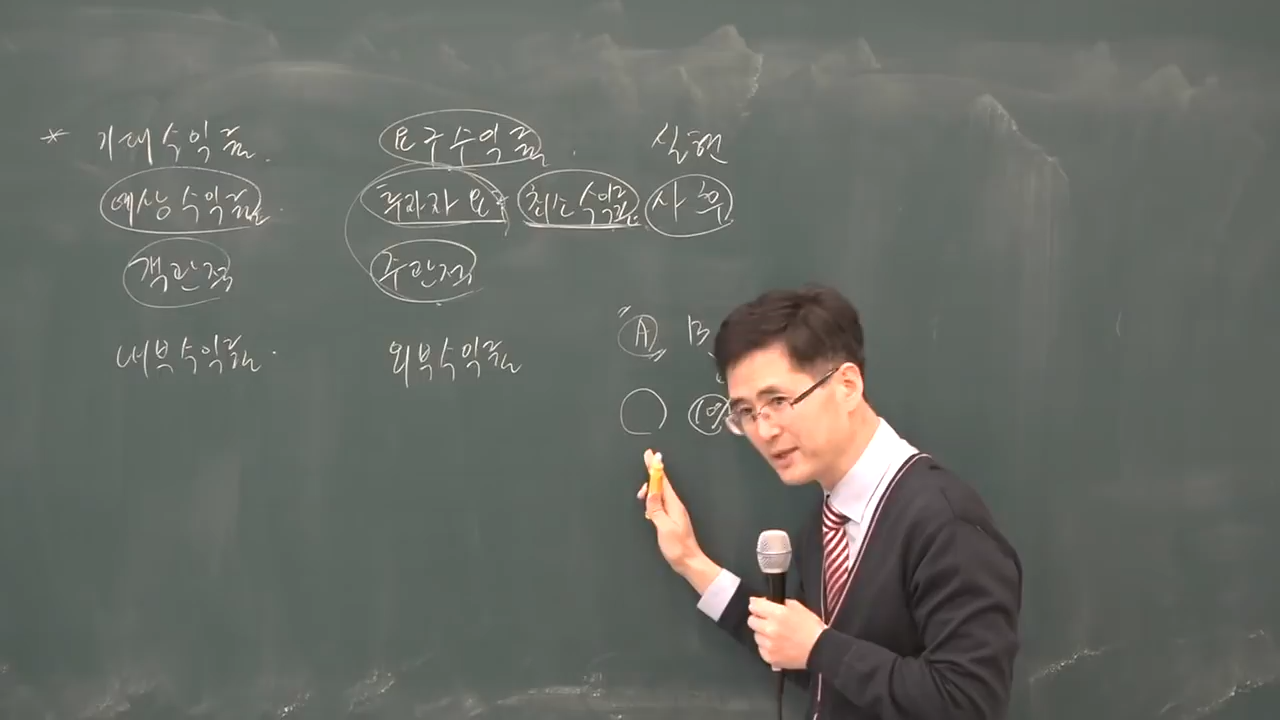 * 기대수익률. 요구수익률. 실현
예상수익률. 투자자 요구 최소수익률 사후
객관적 주관적
내부수익률. 외부수익률
"A" B
10%